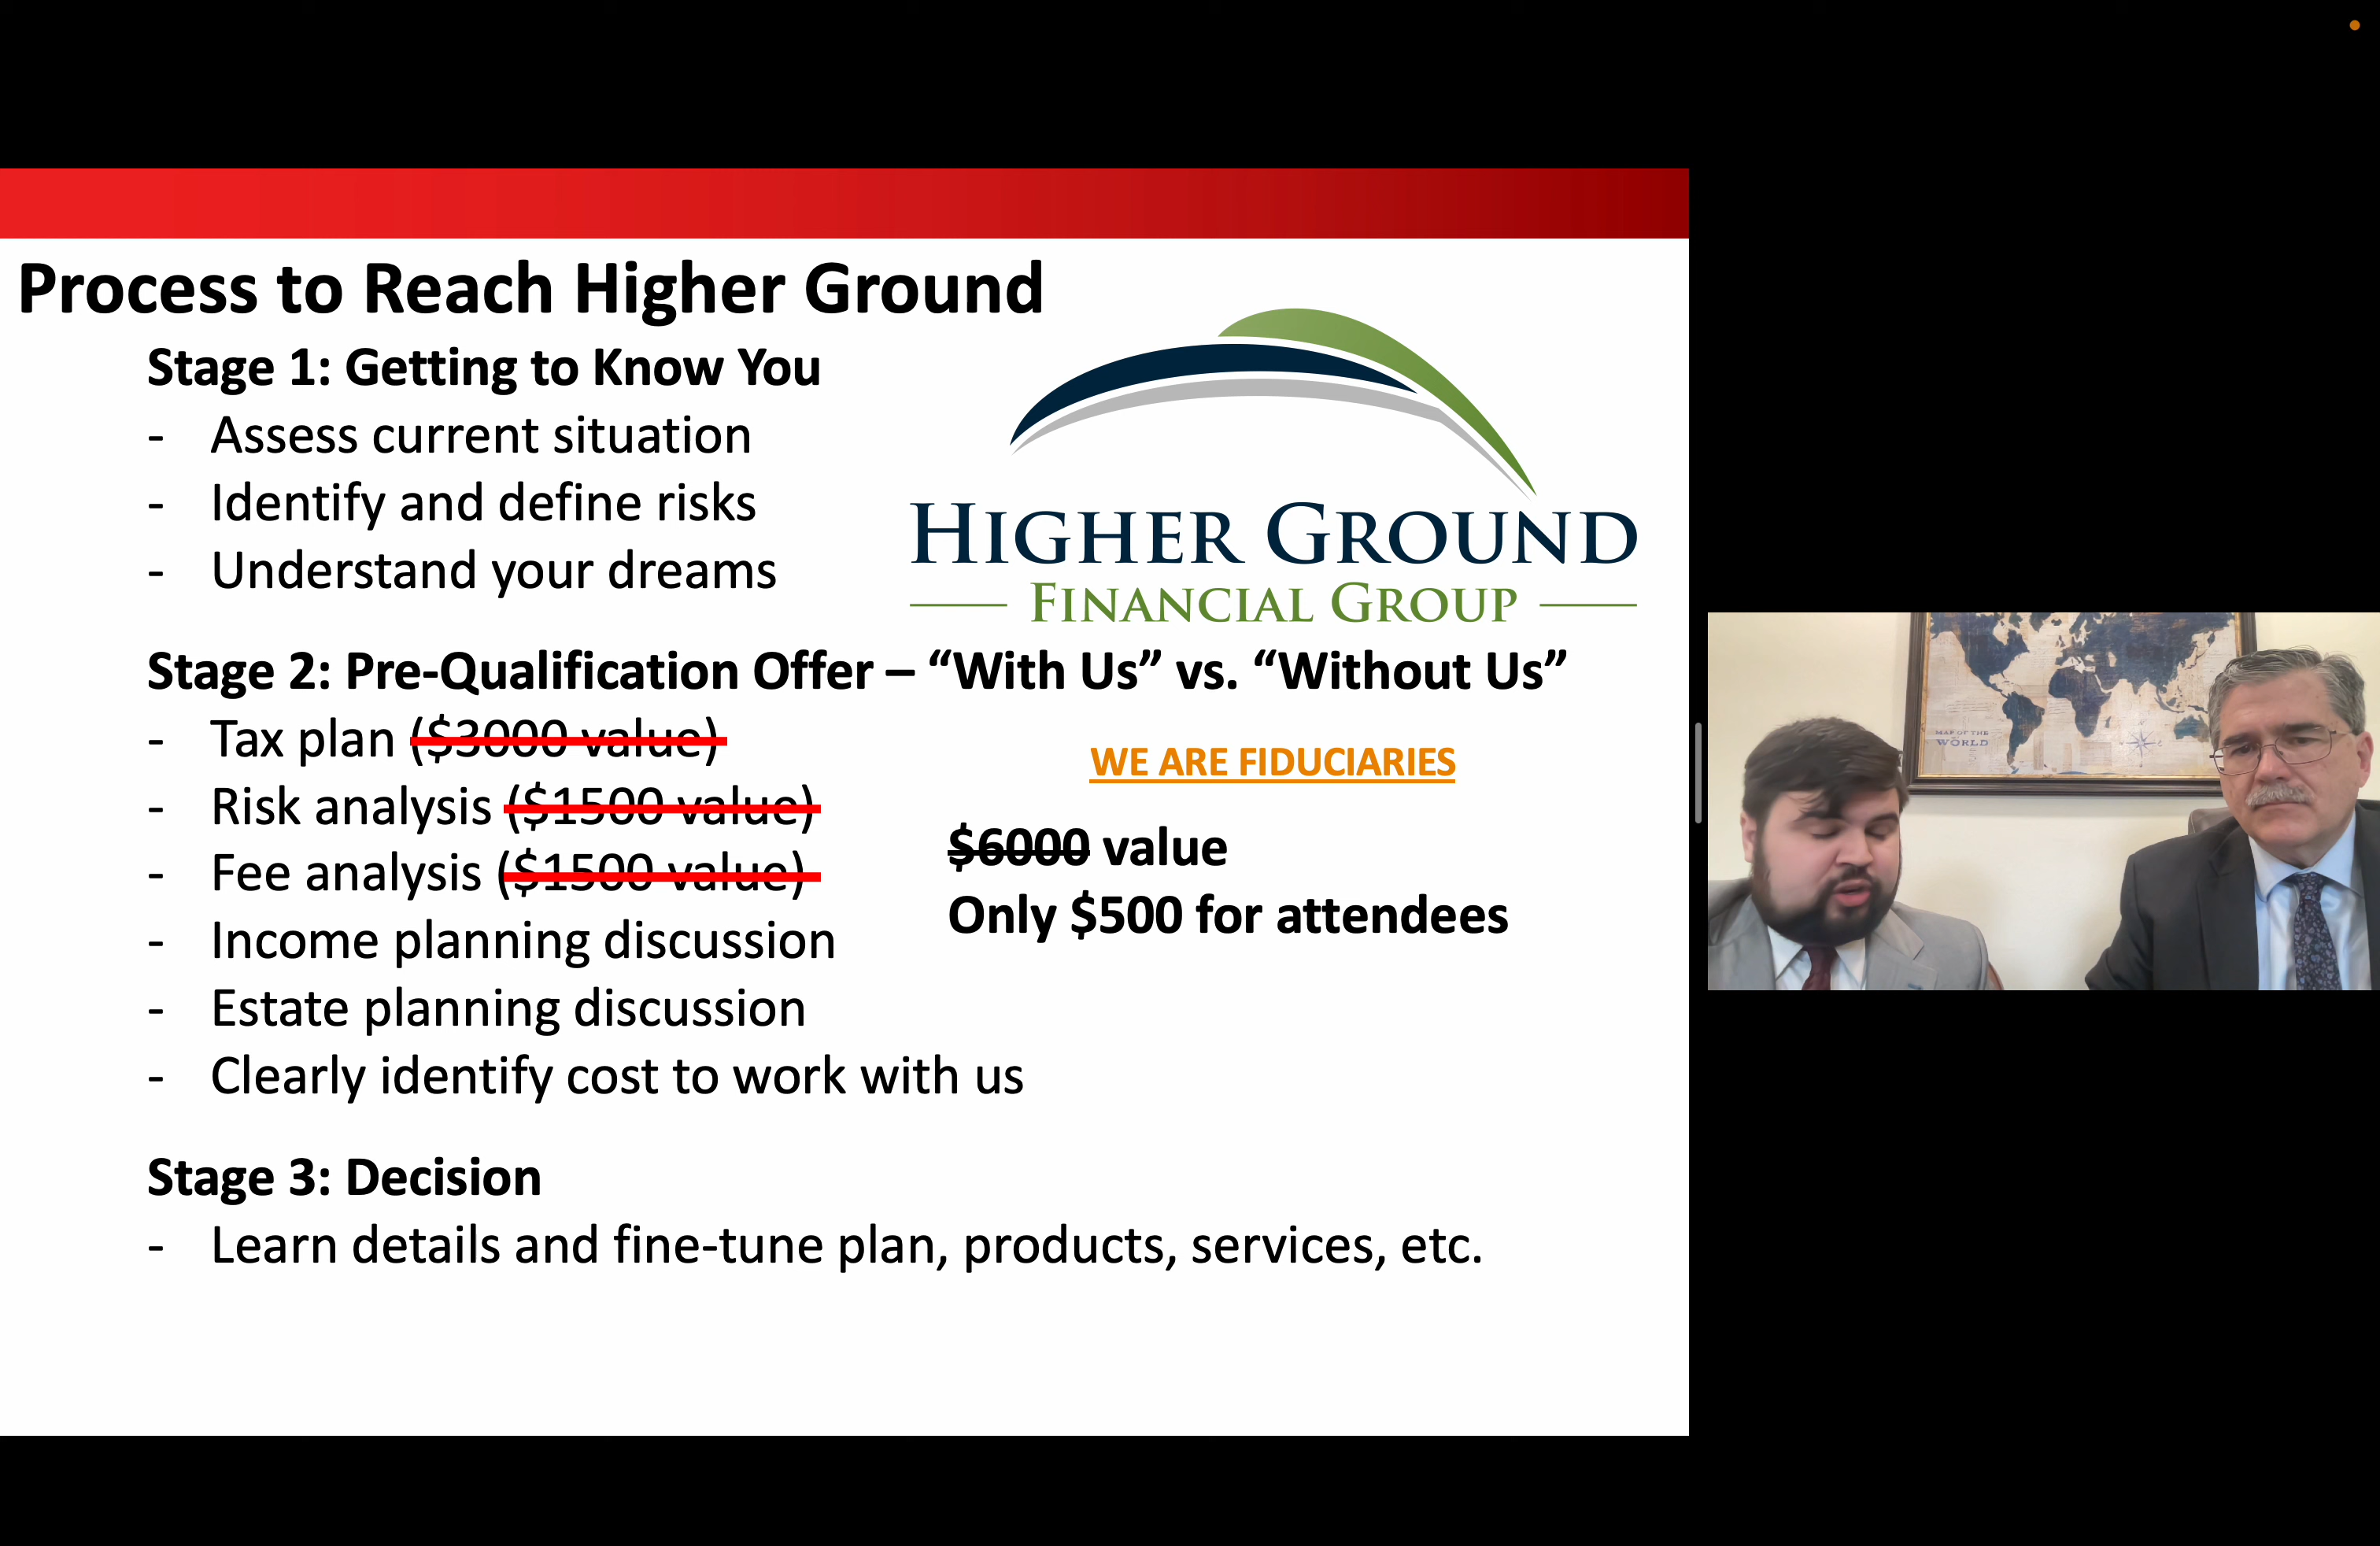 Process to Reach Higher Ground
Stage 1: Getting to Know You
- Assess current situation
- Identify and define risks
- Understand your dreams
HIGHER GROUND
FINANCIAL GROUP
Stage 2: Pre-Qualification Offer – “With Us” vs. “Without Us”
- Tax plan ($3000 value)
- Risk analysis ($1500 value)
- Fee analysis ($1500 value)
- Income planning discussion
- Estate planning discussion
- Clearly identify cost to work with us
WE ARE FIDUCIARIES
$6000 value
Only $500 for attendees
Stage 3: Decision
- Learn details and fine-tune plan, products, services, etc.
MAP OF THE
WORLD